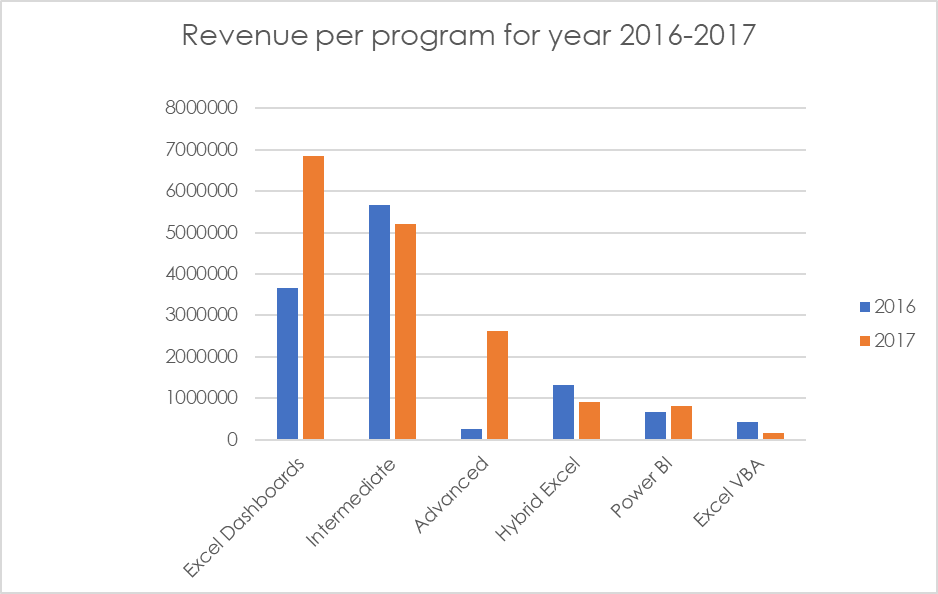 Revenue per program for year 2016-2017
8000000
7000000
6000000
5000000
4000000
3000000
2000000
1000000
0
Excel Dashboards
Intermediate
Advanced
Hybrid Excel
Power BI
Excel VBA
2016
2017